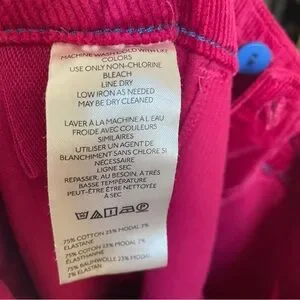 MACHINE WASH COLD WITH LIKE
COLORS
USE ONLY NON-CHLORINE
BLEACH
LINE DRY
LOW IRON AS NEEDED
MAY BE DRY CLEANED
LAVER À LA MACHINE A L EAU
FROIDE AVEC COULEURS
SIMILAIRES
UTILISER UN AGENT DE
BLANCHIMENT SANS CHLORE SI
NÉCESSAIRE
LIGNE SEC
REPASSER, AU BESOIN, À TRÈS
BASSE TEMPÉRATURE
PEUT-ÊTRE ÊTRE NETTOYÉE
À SEC
75% COTTON 23% MODAL 2%
ELASTANE
75% COTON 23% MODAL 2%
ÉLASTHANNE
75% BAUMWOLLE 23% MODAL
2% ELASTAN